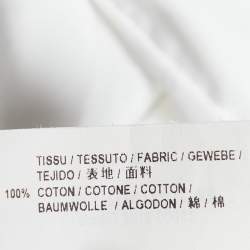 TISSU / TESSUTO / FABRIC / GEWEBE /
TEJIDO / 表地 / 面料
100% COTON / COTONE / COTTON /
BAUMWOLLE / ALGODON / 綿 / 棉